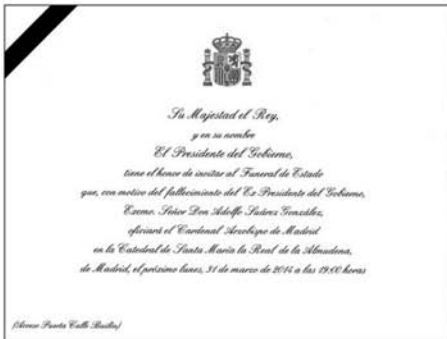 Su Majestad el Rey,
y en su nombre
El Presidente del Gobierno,
tiene el honor de invitar al Funeral de Estado
que, con motivo del fallecimiento del Ex-Presidente del Gobierno,
Excmo. Señor Don Adolfo Suárez González,
oficiará el Cardenal Arzobispo de Madrid
en la Catedral de Santa María la Real de la Almudena,
de Madrid, el próximo lunes, 31 de marzo de 2014 a las 19:00 horas
(Acceso Puerta Calle Bailén)